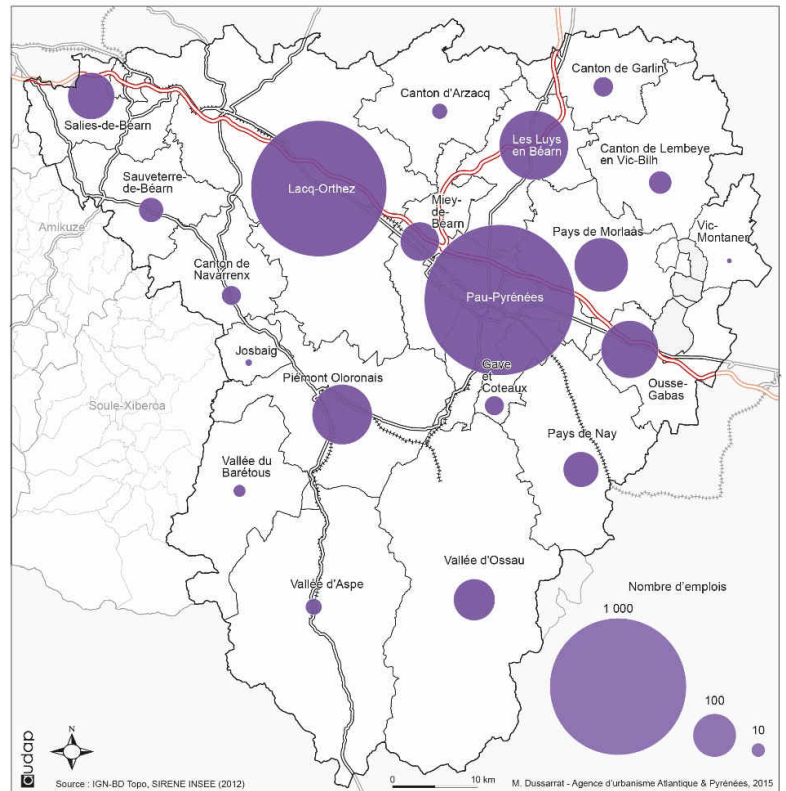 Canton de Garlin
Canton d'Arzacq
Salies-de-Béarn
Les Luys
en Béarn
Canton de Lembeye
en Vic-Bilh
Sauveterre-
de-Béarn
Lacq-Orthez
Miey-
de-
Béarn
Amikuze
Pays de Morlaàs
Vic-
Montaner
Canton de
Navarrenx
Pau-Pyrénées
Josbaig
Piémont Oloronais
Gave
et
Coteaux
Ousse-
Gabas
Soule-Xiberoa
Pays de Nay
Vallée du
Barétous
Vallée d'Aspe
Vallée d'Ossau
Nombre d'emplois
1 000
100
10
N
audap
Source : IGN-BD Topo, SIRENE INSEE (2012)
0 10 km
M. Dussarrat - Agence d'urbanisme Atlantique & Pyrénées, 2015